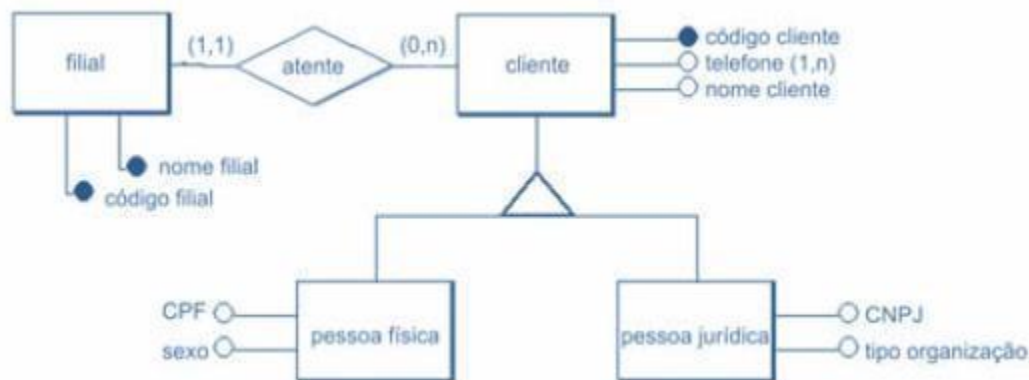 filial
(1,1)
atente
(0,n)
cliente
código cliente
telefone (1,n)
nome cliente
nome filial
código filial
CPF
sexo
pessoa física
pessoa jurídica
CNPJ
tipo organização